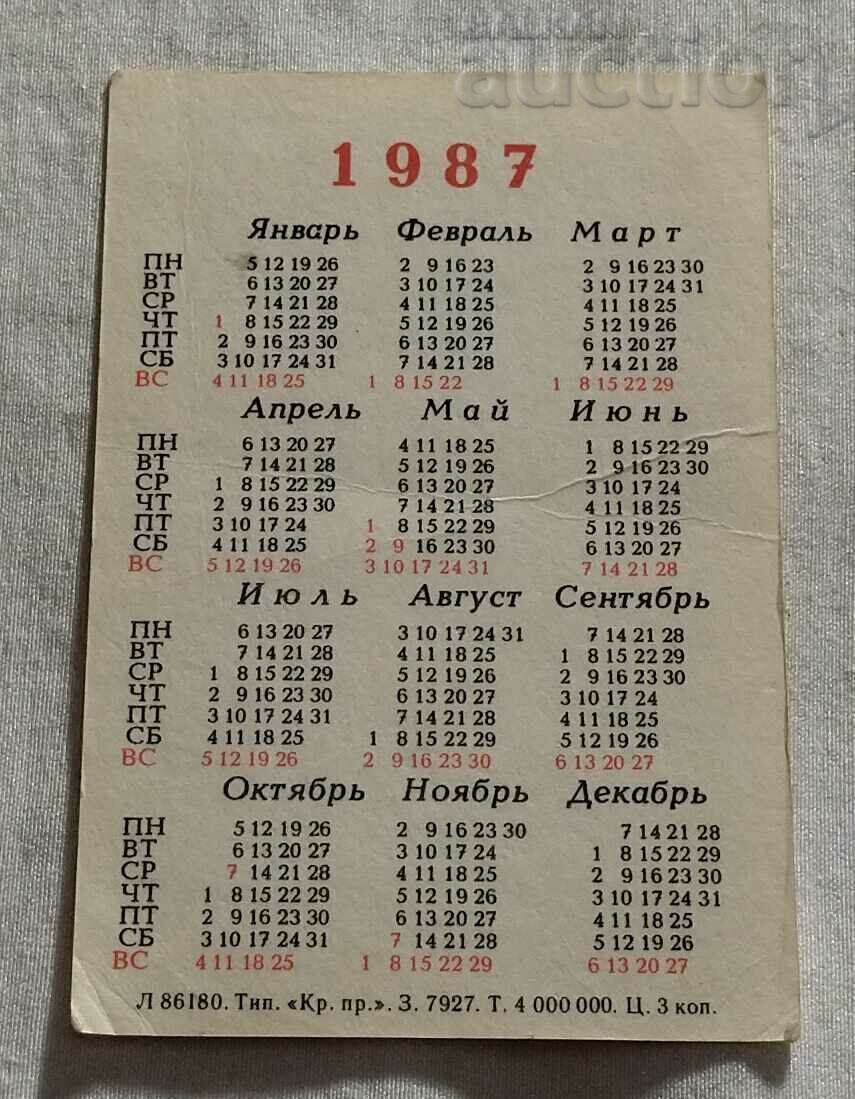 auction
1987
Январь Февраль Март
ПН 5 12 19 26 2 9 16 23 2 9 16 23 30
ВТ 6 13 20 27 3 10 17 24 3 10 17 24 31
СР 7 14 21 28 4 11 18 25 4 11 18 25
ЧТ 1 8 15 22 29 5 12 19 26 5 12 19 26
ПТ 2 9 16 23 30 6 13 20 27 6 13 20 27
СБ 3 10 17 24 31 7 14 21 28 7 14 21 28
ВС 4 11 18 25 1 8 15 22 1 8 15 22 29
Апрель Май Июнь
ПН 6 13 20 27 4 11 18 25 1 8 15 22 29
ВТ 7 14 21 28 5 12 19 26 2 9 16 23 30
СР 1 8 15 22 29 6 13 20 27 3 10 17 24
ЧТ 2 9 16 23 30 7 14 21 28 4 11 18 25
ПТ 3 10 17 24 1 8 15 22 29 5 12 19 26
СБ 4 11 18 25 2 9 16 23 30 6 13 20 27
ВС 5 12 19 26 3 10 17 24 31 7 14 21 28
Июль Август Сентябрь
ПН 6 13 20 27 3 10 17 24 31 7 14 21 28
ВТ 7 14 21 28 4 11 18 25 1 8 15 22 29
СР 1 8 15 22 29 5 12 19 26 2 9 16 23 30
ЧТ 2 9 16 23 30 6 13 20 27 3 10 17 24
ПТ 3 10 17 24 31 7 14 21 28 4 11 18 25
СБ 4 11 18 25 1 8 15 22 29 5 12 19 26
ВС 5 12 19 26 2 9 16 23 30 6 13 20 27
Октябрь Ноябрь Декабрь
ПН 5 12 19 26 2 9 16 23 30 7 14 21 28
ВТ 6 13 20 27 3 10 17 24 1 8 15 22 29
СР 7 14 21 28 4 11 18 25 2 9 16 23 30
ЧТ 1 8 15 22 29 5 12 19 26 3 10 17 24 31
ПТ 2 9 16 23 30 6 13 20 27 4 11 18 25
СБ 3 10 17 24 31 7 14 21 28 5 12 19 26
ВС 4 11 18 25 1 8 15 22 29 6 13 20 27
Л 86180. Тип. «Кр. пр.». З. 7927. Т. 4 000 000. Ц. 3 коп.